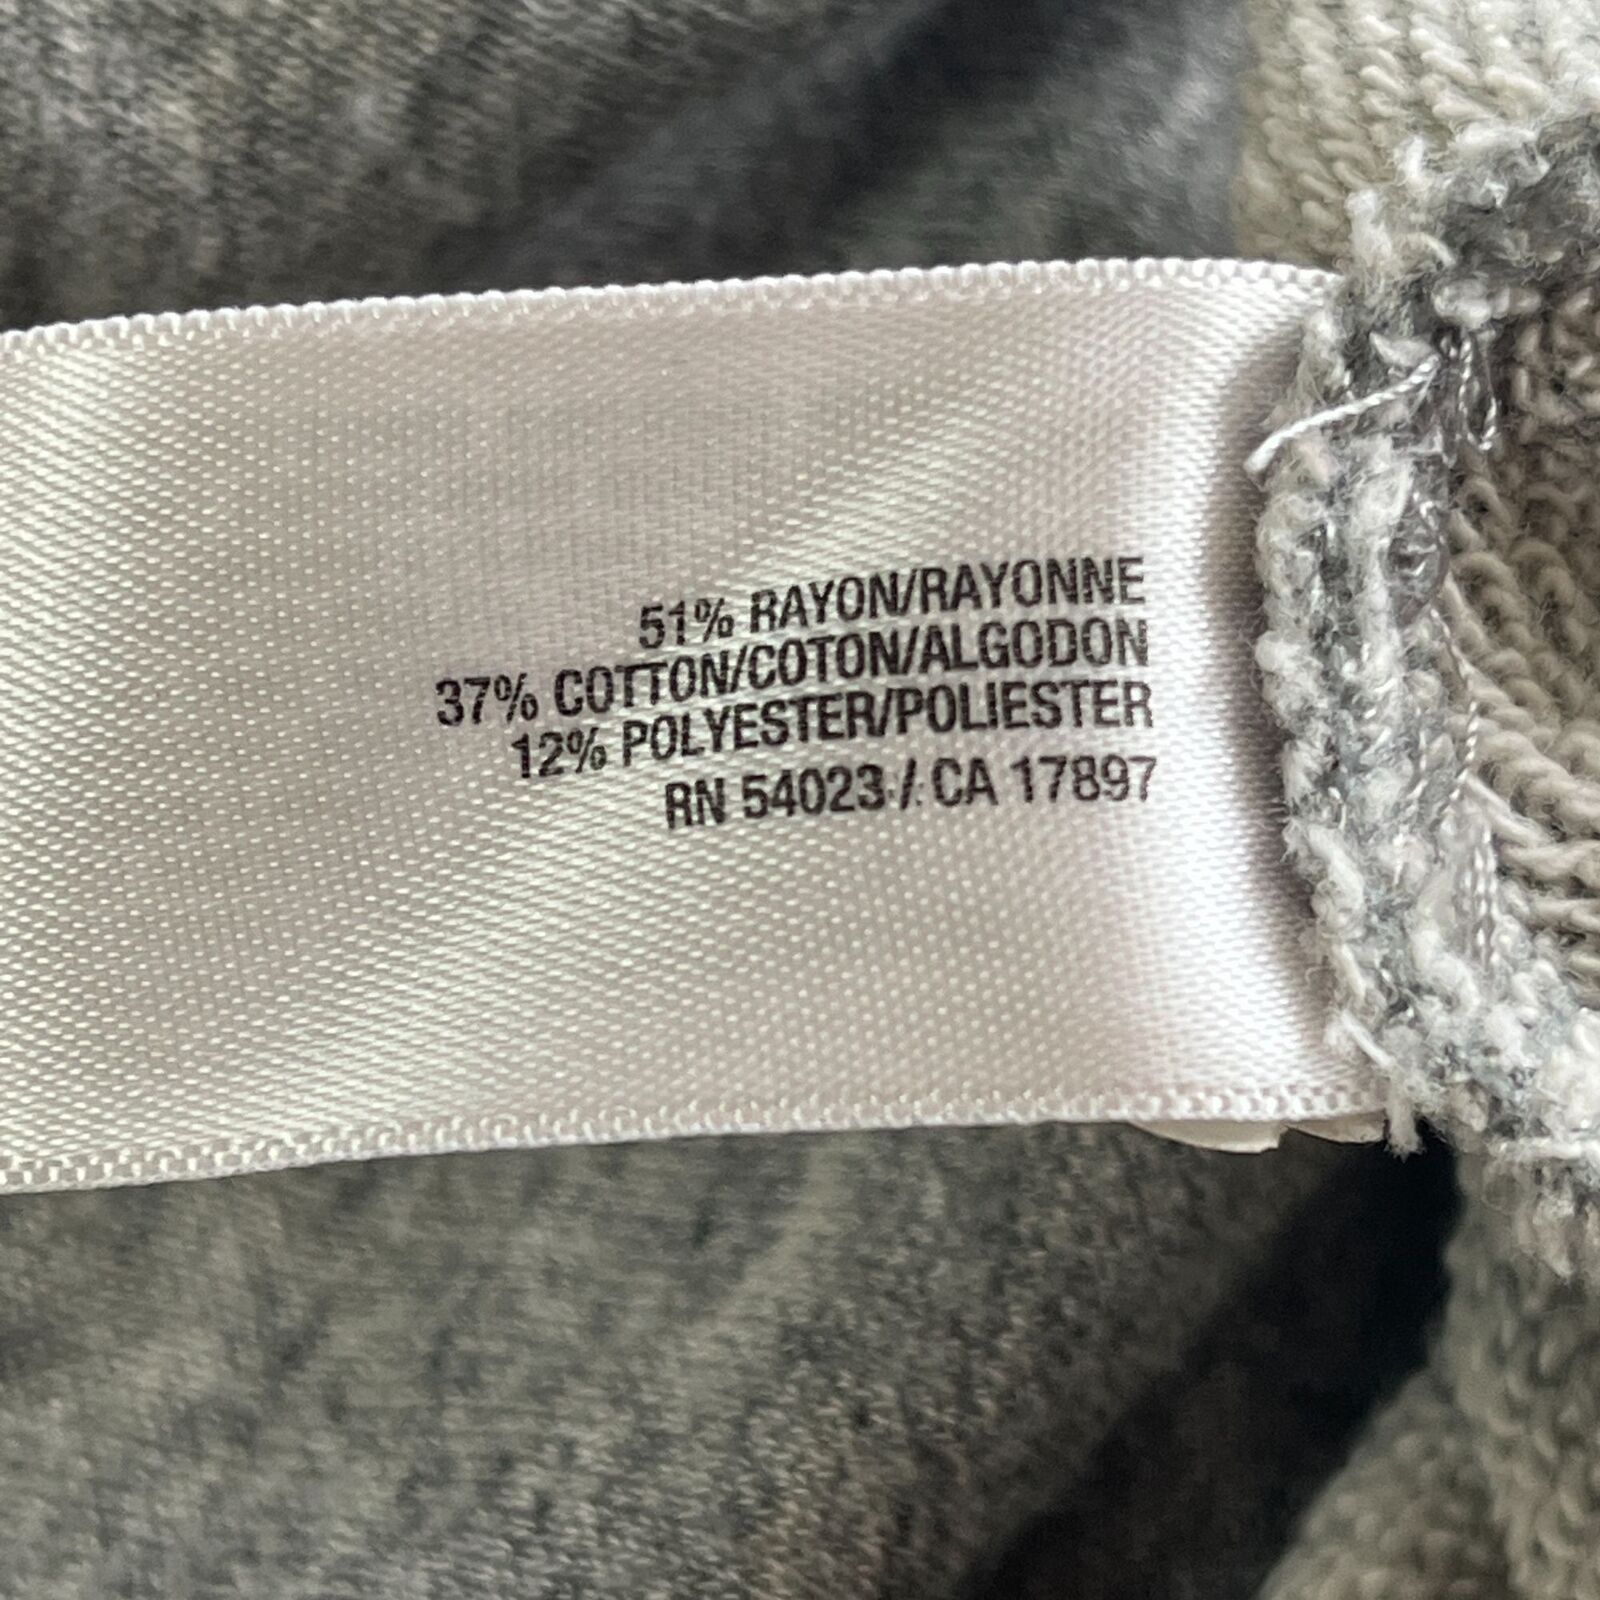 51% RAYON/RAYONNE
37% COTTON/COTON/ALGODON
12% POLYESTER/POLIESTER
RN 54023 / CA 17897